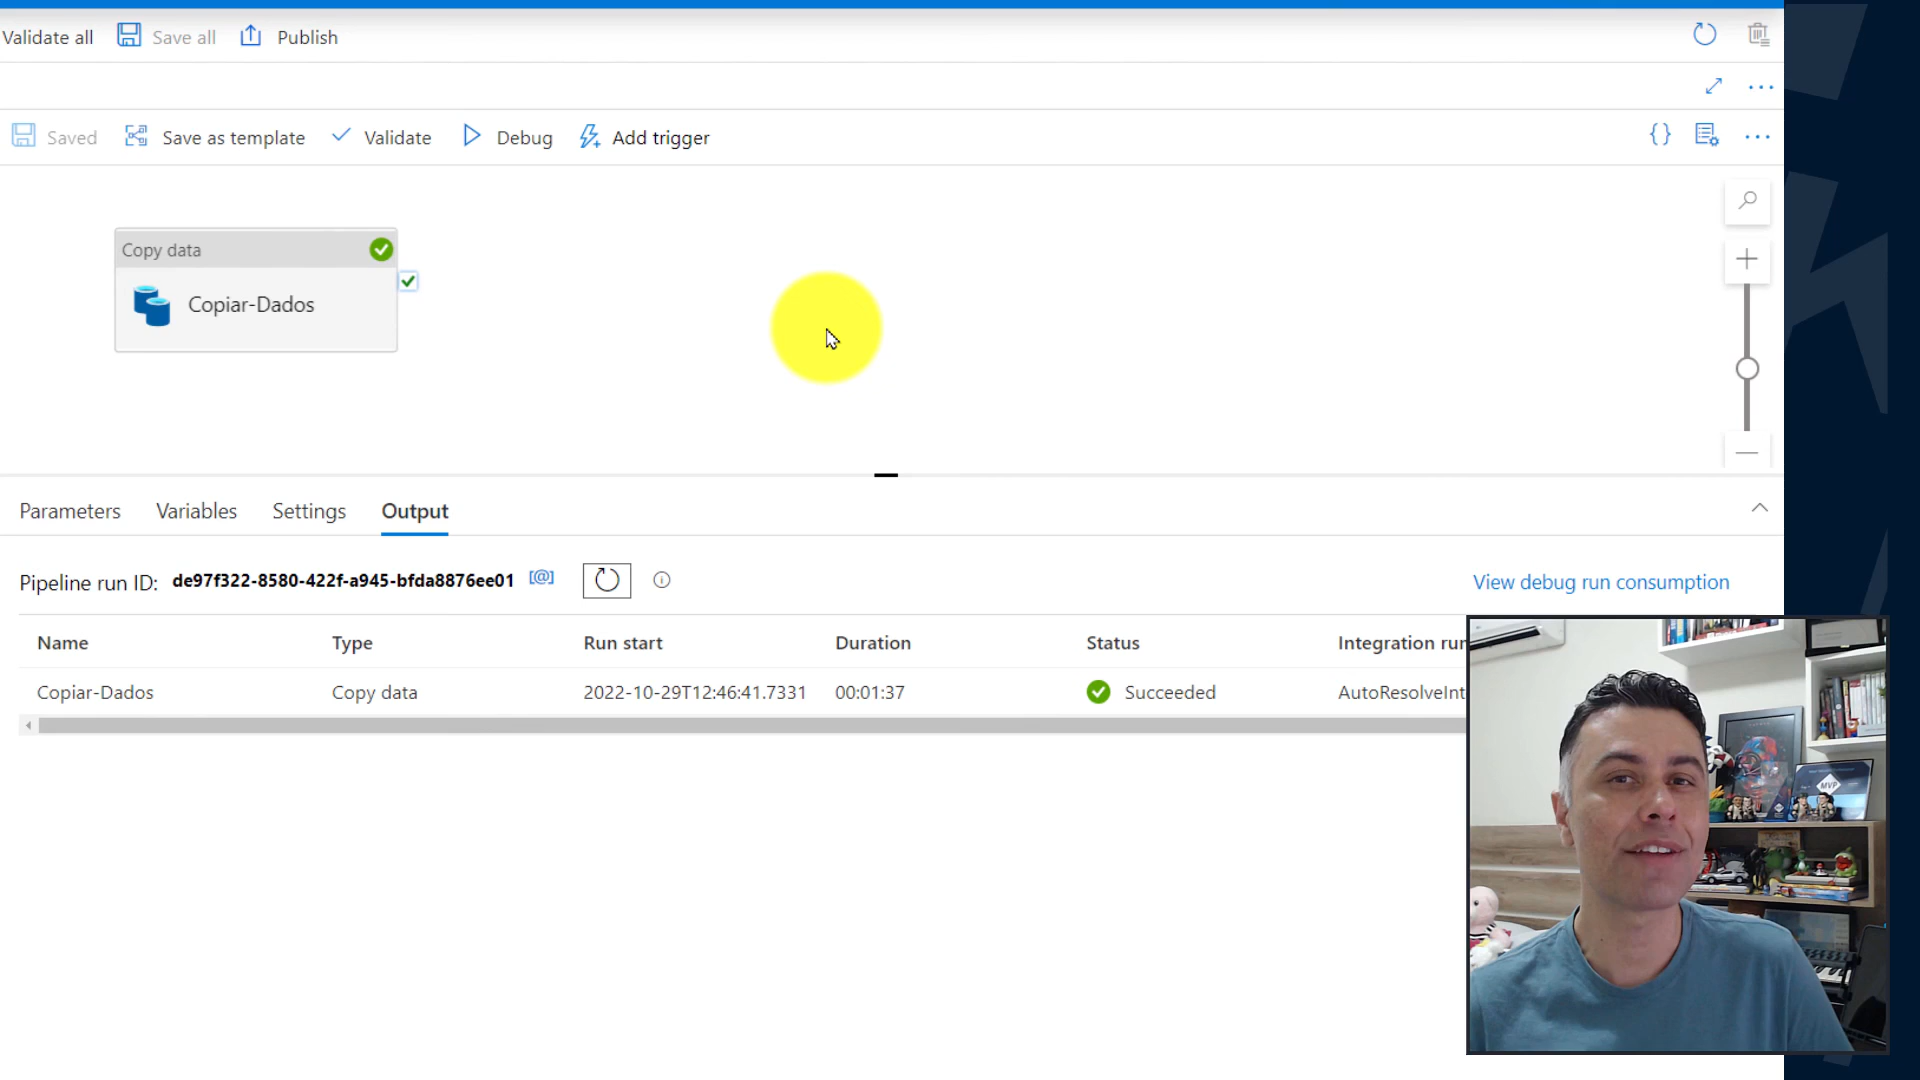 Validate all Save all Publish
Saved Save as template Validate Debug Add trigger
Copy data
Copiar-Dados
Parameters Variables Settings Output
Pipeline run ID: de97f322-8580-422f-a945-bfda8876ee01 [@] View debug run consumption
Name Type Run start Duration Status Integration run
Copiar-Dados Copy data 2022-10-29T12:46:41.7331 00:01:37 Succeeded AutoResolveInt
MVP